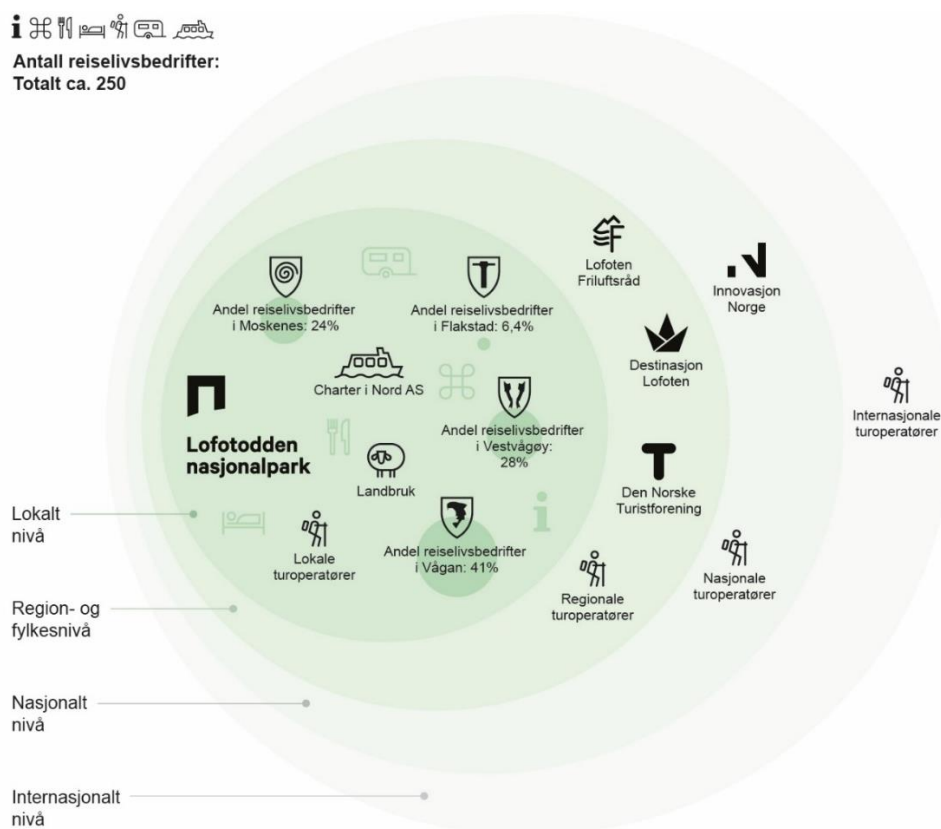 Antall reiselivsbedrifter:
Totalt ca. 250
Lofoten
Friluftsråd
Innovasjon
Norge
Andel reiselivsbedrifter
i Moskenes: 24%
Andel reiselivsbedrifter
i Flakstad: 6,4%
Destinasjon
Lofoten
Charter i Nord AS
Internasjonale
turoperatører
Lofotodden
nasjonalpark
Andel reiselivsbedrifter
i Vestvågøy:
28%
Landbruk
Den Norske
Turistforening
Lokale
turoperatører
Andel reiselivsbedrifter
i Vågan: 41%
Regionale
turoperatører
Nasjonale
turoperatører
Lokalt
nivå
Region- og
fylkesnivå
Nasjonalt
nivå
Internasjonalt
nivå